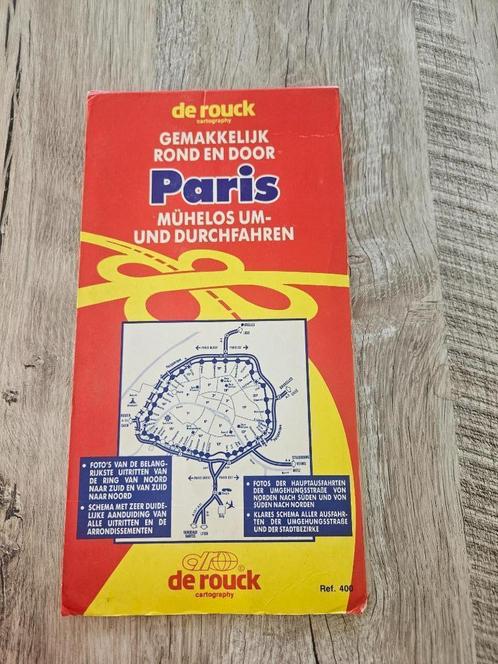 de rouck
cartography
GEMAKKELIJK
ROND EN DOOR
Paris
MÜHELOS UM-
UND DURCHFAHREN
• FOTO'S VAN DE BELANG-
RIJKSTE UITRITTEN VAN
DE RING VAN NOORD
NAAR ZUID EN VAN ZUID
NAAR NOORD
• SCHEMA MET ZEER DUIDE-
LIJKE AANDUIDING VAN
ALLE UITRITTEN EN DE
ARRONDISSEMENTEN
• FOTOS DER HAUPTAUSFAHRTEN
DER UMGEHUNGSSTRAßE VON
NORDEN NACH SÜDEN UND VON
SÜDEN NACH NORDEN
• KLARES SCHEMA ALLER AUSFAHR-
TEN DER UMGEHUNGSSTRAßE
UND DER STADTBEZIRKE
©
de rouck
cartography
Ref. 400